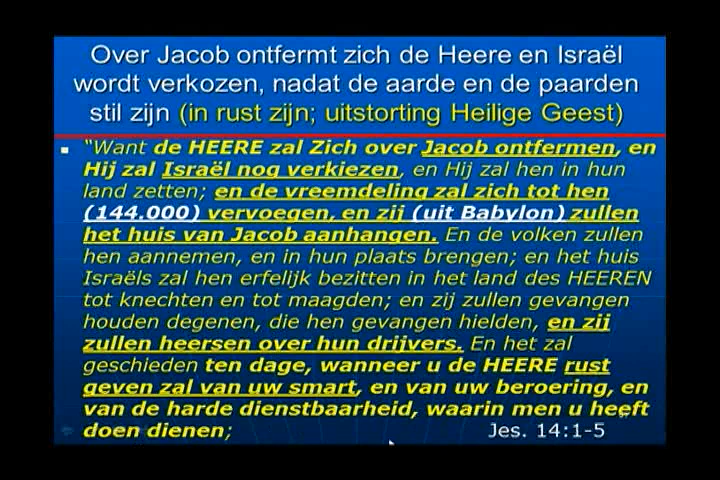 Over Jacob ontfermt zich de Heere en Israël
wordt verkozen, nadat de aarde en de paarden
stil zijn (in rust zijn; uitstorting Heilige Geest)
"Want de HEERE zal Zich over Jacob ontfermen, en
Hij zal Israël nog verkiezen, en Hij zal hen in hun
land zetten; en de vreemdeling zal zich tot hen
(144.000) vervoegen, en zij (uit Babylon) zullen
het huis van Jacob aanhangen. En de volken zullen
hen aannemen, en in hun plaats brengen; en het huis
Israëls zal hen erfelijk bezitten in het land des HEEREN
tot knechten en tot maagden; en zij zullen gevangen
houden degenen, die hen gevangen hielden, en zij
zullen heersen over hun drijvers. En het zal
geschieden ten dage, wanneer u de HEERE rust
geven zal van uw smart, en van uw beroering, en
van de harde dienstbaarheid, waarin men u heeft
doen dienen; Jes. 14:1-5